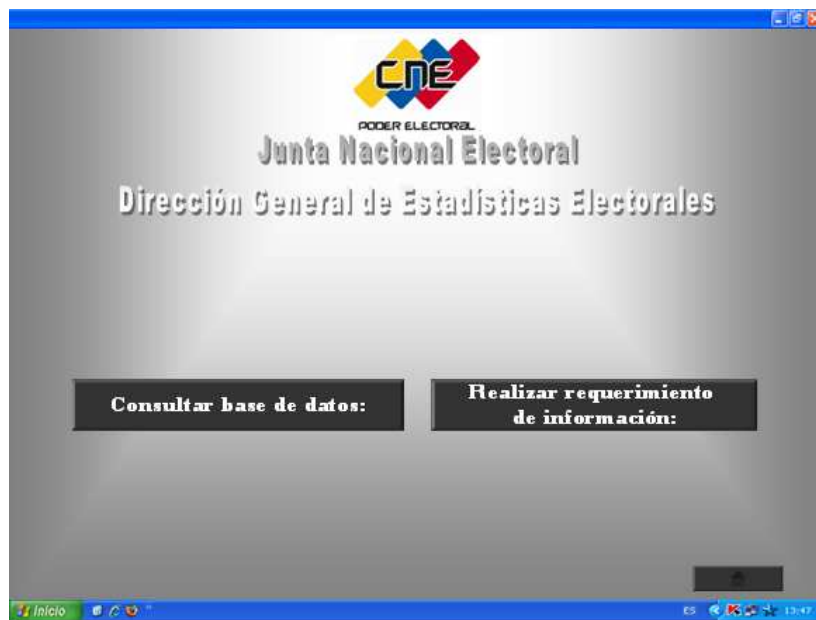 CNE
PODER ELECTORAL
Junta Nacional Electoral
Dirección General de Estadísticas Electorales
Consultar base de datos:
Realizar requerimiento
de información:
Inicio
ES
13:47